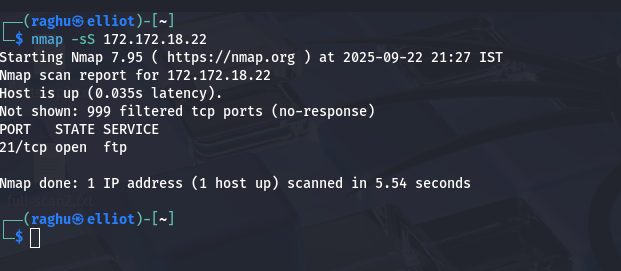 ┌──(raghu㉿elliot)-[~]
└─$ nmap -sS 172.172.18.22
Starting Nmap 7.95 ( https://nmap.org ) at 2025-09-22 21:27 IST
Nmap scan report for 172.172.18.22
Host is up (0.035s latency).
Not shown: 999 filtered tcp ports (no-response)
PORT   STATE SERVICE
21/tcp open  ftp

Nmap done: 1 IP address (1 host up) scanned in 5.54 seconds

┌──(raghu㉿elliot)-[~]
└─$